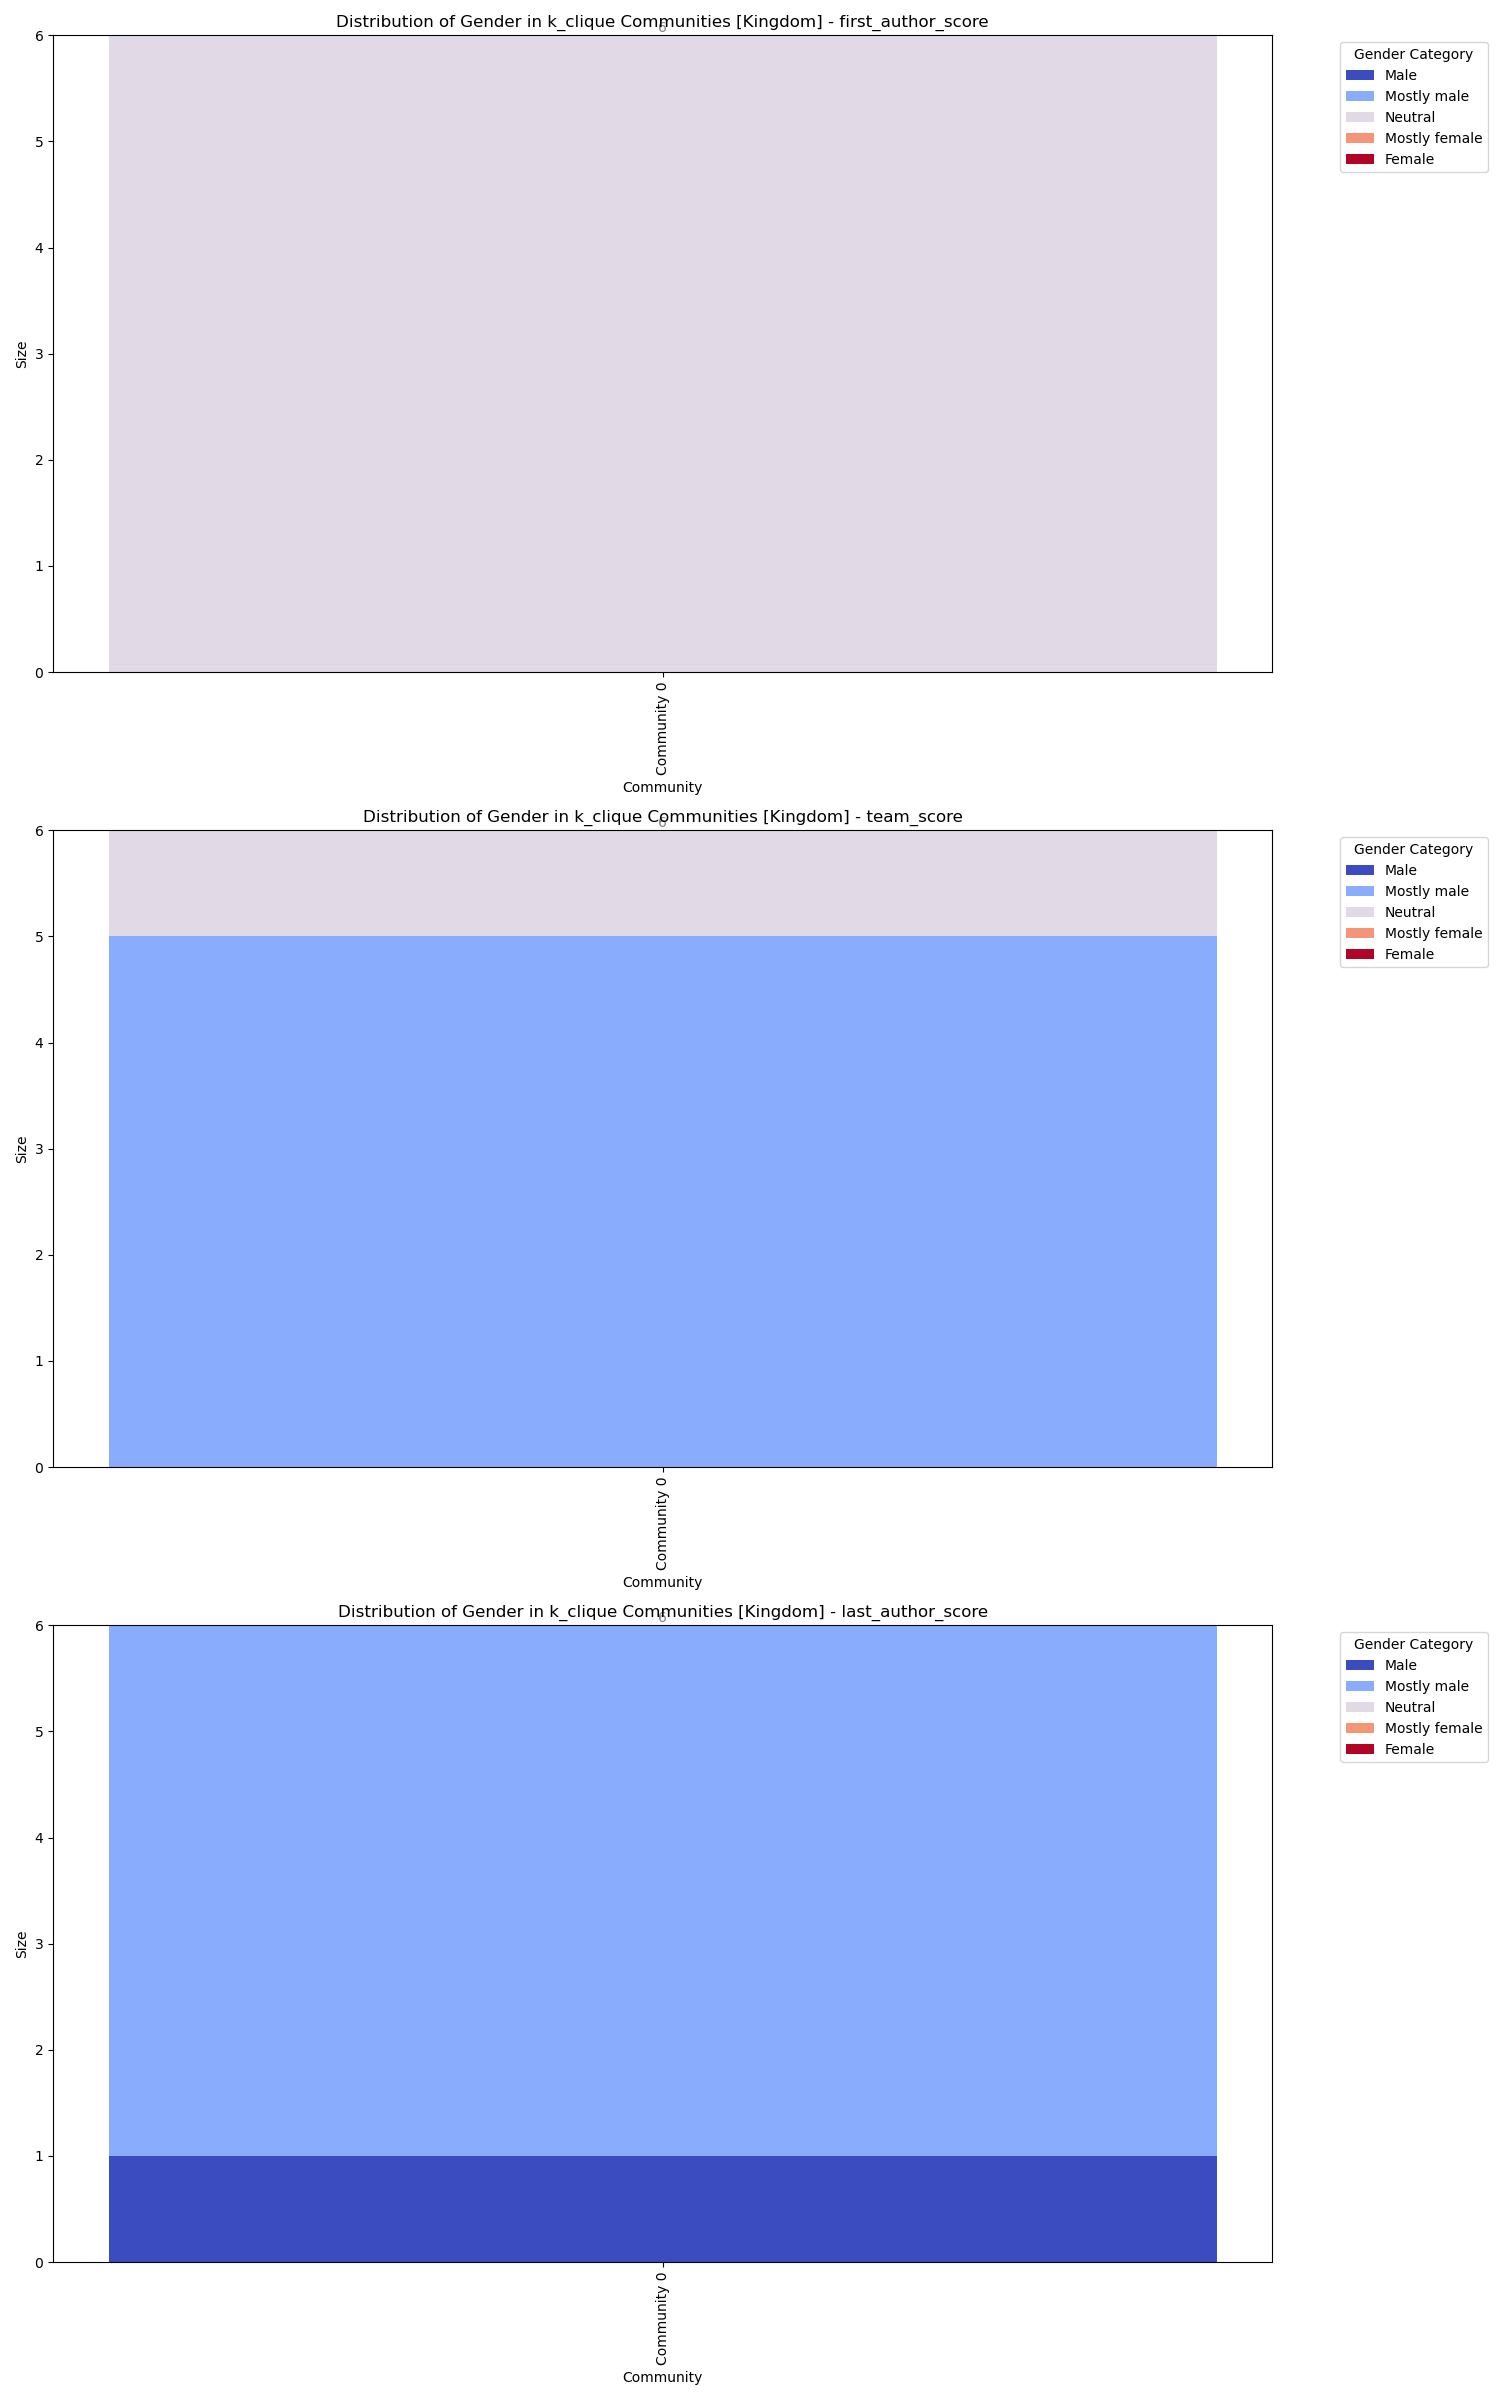 Distribution of Gender in k_clique Communities [Kingdom] - first_author_score
6
6
5
4
3
2
1
0
Size
Community 0
Community
Gender Category
Male
Mostly male
Neutral
Mostly female
Female
Distribution of Gender in k_clique Communities [Kingdom] - team_score
6
6
5
4
3
2
1
0
Size
Community 0
Community
Gender Category
Male
Mostly male
Neutral
Mostly female
Female
Distribution of Gender in k_clique Communities [Kingdom] - last_author_score
6
6
5
4
3
2
1
0
Size
Community 0
Community
Gender Category
Male
Mostly male
Neutral
Mostly female
Female